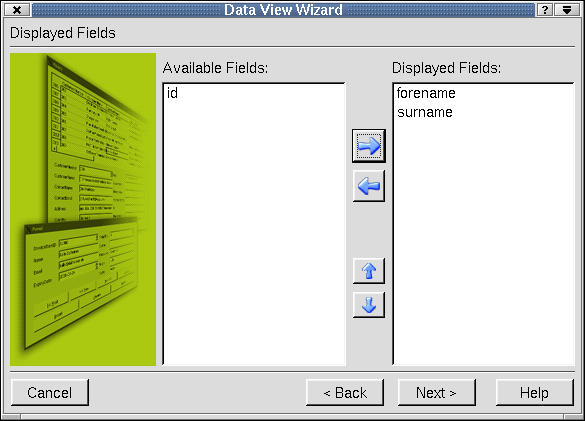 Data View Wizard
Displayed Fields
Available Fields:
Displayed Fields:
id
forename
surname
Cancel
< Back
Next >
Help